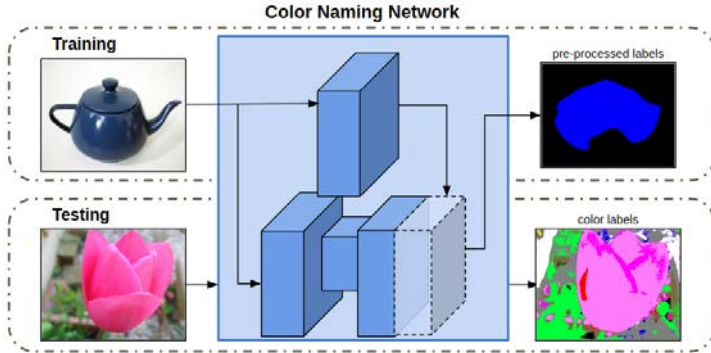 Color Naming Network
Training
pre-processed labels
Testing
color labels